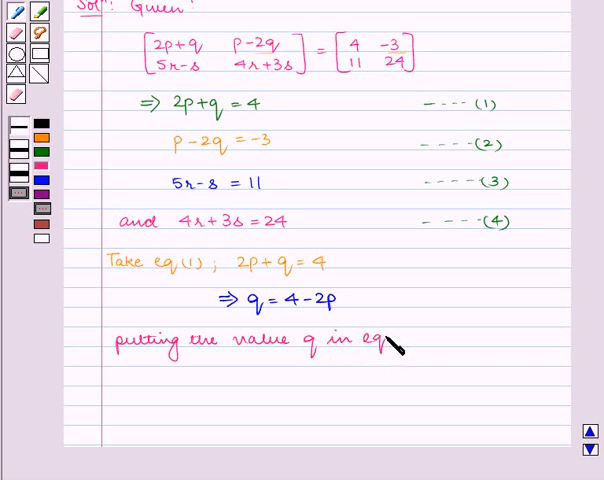 Solⁿ: Given:
[2p+q p-2q] = [4 -3]
[5r-s 4r+3s] [11 24]
⇒ 2p+q = 4 ----(1)
p-2q = -3 ----(2)
5r-s = 11 ----(3)
and 4r+3s = 24 ----(4)
Take eq (1); 2p+q = 4
⇒ q = 4-2p
putting the value q in eq